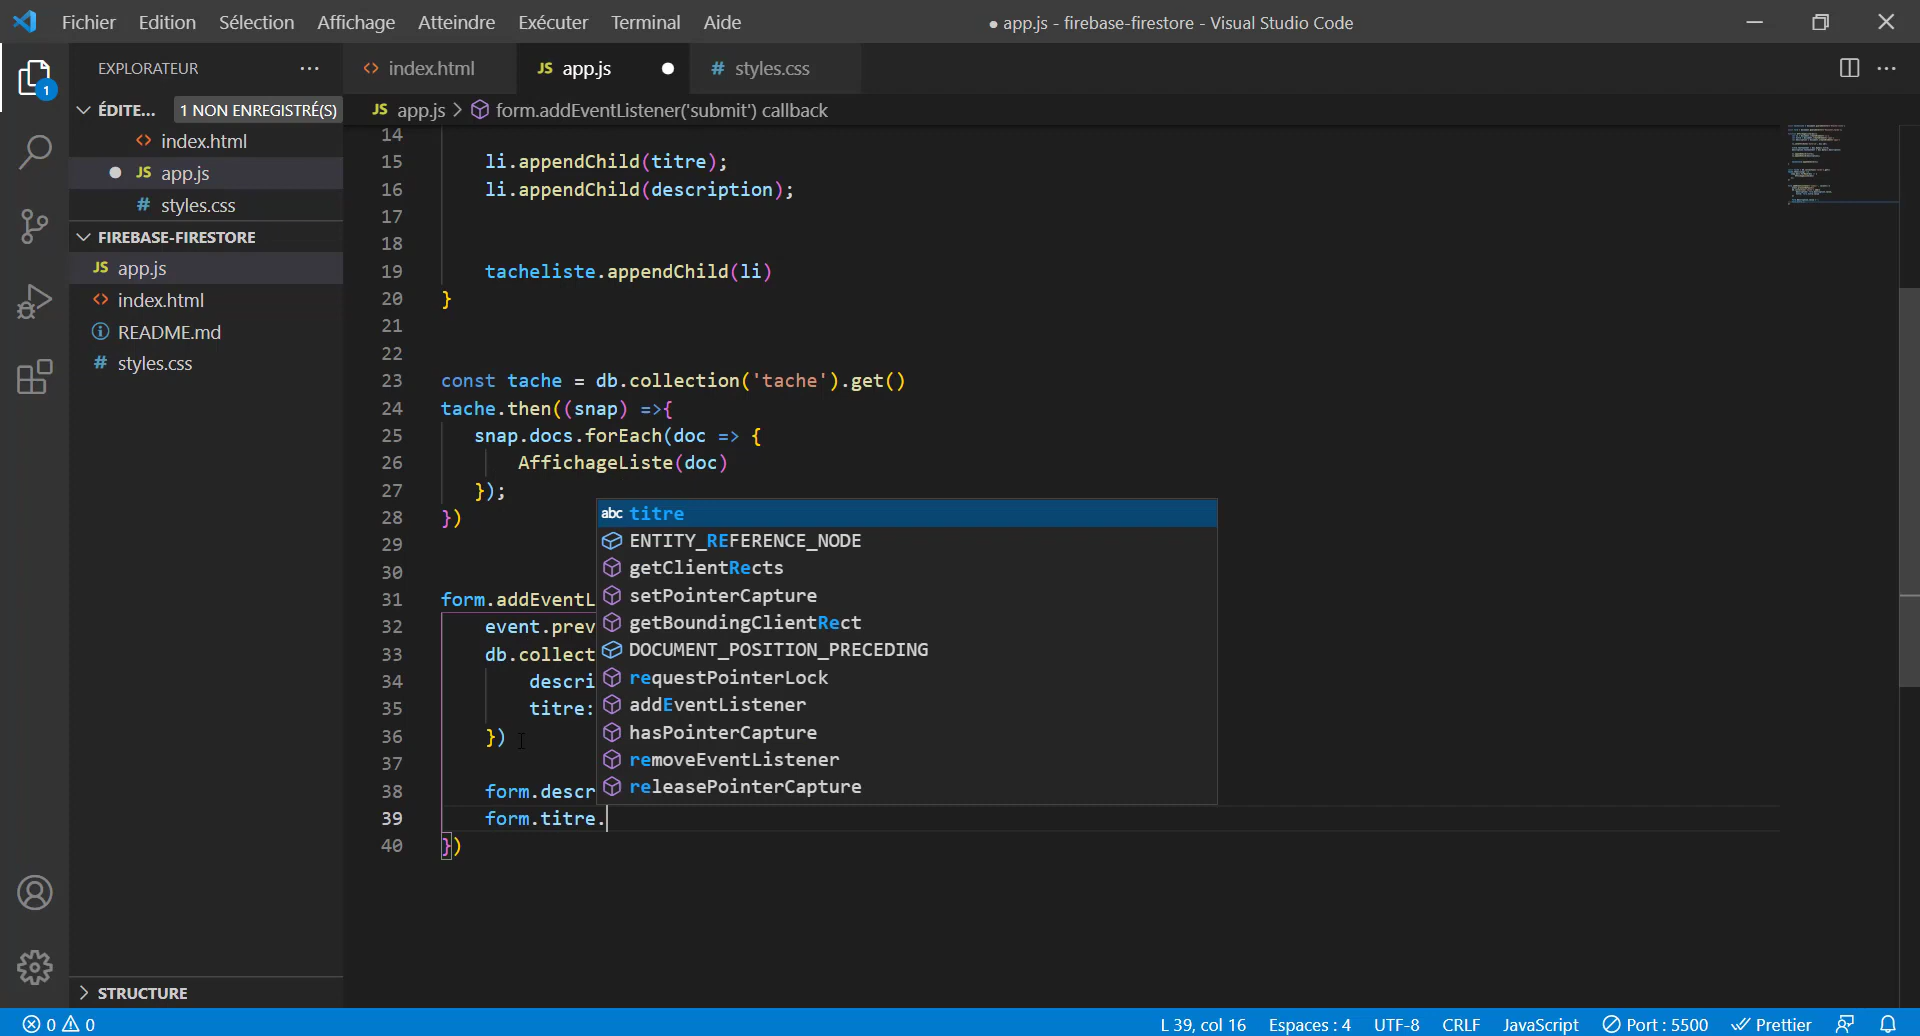 Fichier Edition Sélection Affichage Atteindre Exécuter Terminal Aide
● app.js - firebase-firestore - Visual Studio Code
EXPLORATEUR
index.html
JS app.js
# styles.css
1
ÉDITE... 1 NON ENREGISTRÉ(S)
index.html
JS app.js
# styles.css
FIREBASE-FIRESTORE
JS app.js
index.html
README.md
# styles.css
JS app.js > form.addEventListener('submit') callback
14
15 li.appendChild(titre);
16 li.appendChild(description);
17
18
19 tacheliste.appendChild(li)
20 }
21
22
23 const tache = db.collection('tache').get()
24 tache.then((snap) =>{
25 snap.docs.forEach(doc => {
26 AffichageListe(doc)
27 });
28 })
29
30
31 form.addEventL
32 event.prev
33 db.collect
34 descri
35 titre:
36 })
37
38 form.descr
39 form.titre.
40 })
abc titre
ENTITY_REFERENCE_NODE
getClientRects
setPointerCapture
getBoundingClientRect
DOCUMENT_POSITION_PRECEDING
requestPointerLock
addEventListener
hasPointerCapture
removeEventListener
releasePointerCapture
STRUCTURE
0 0
L 39, col 16 Espaces : 4 UTF-8 CRLF JavaScript Port : 5500 Prettier